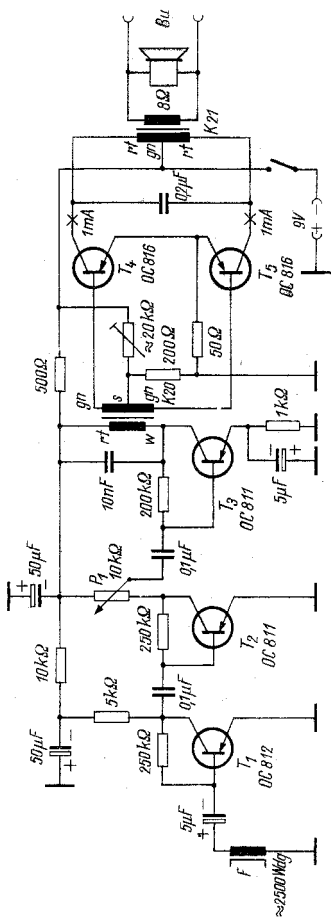 ≈2500Wdg
F
5µF
+
−
T1
OC 812
250kΩ
5kΩ
50µF
+
−
10kΩ
0,1µF
T2
OC 811
250kΩ
P1
10kΩ
50µF
+
−
0,1µF
T3
OC 811
200kΩ
10nF
5µF
−
+
1kΩ
500Ω
rt
w
gn
s
gn
K20
≈20kΩ
200Ω
50Ω
T4
OC 816
T5
OC 816
1mA
1mA
0,2µF
rt
gn
rt
K21
8Ω
Bu
9V
−
+